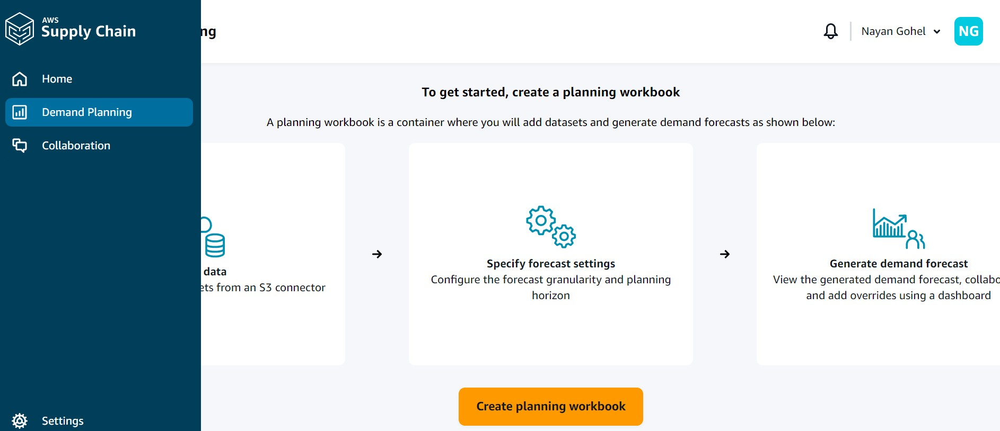 AWS
Supply Chain
ng
Nayan Gohel
NG
Home
Demand Planning
Collaboration
Settings
To get started, create a planning workbook
A planning workbook is a container where you will add datasets and generate demand forecasts as shown below:
data
ets from an S3 connector
Specify forecast settings
Configure the forecast granularity and planning
horizon
Generate demand forecast
View the generated demand forecast, collabo
and add overrides using a dashboard
Create planning workbook